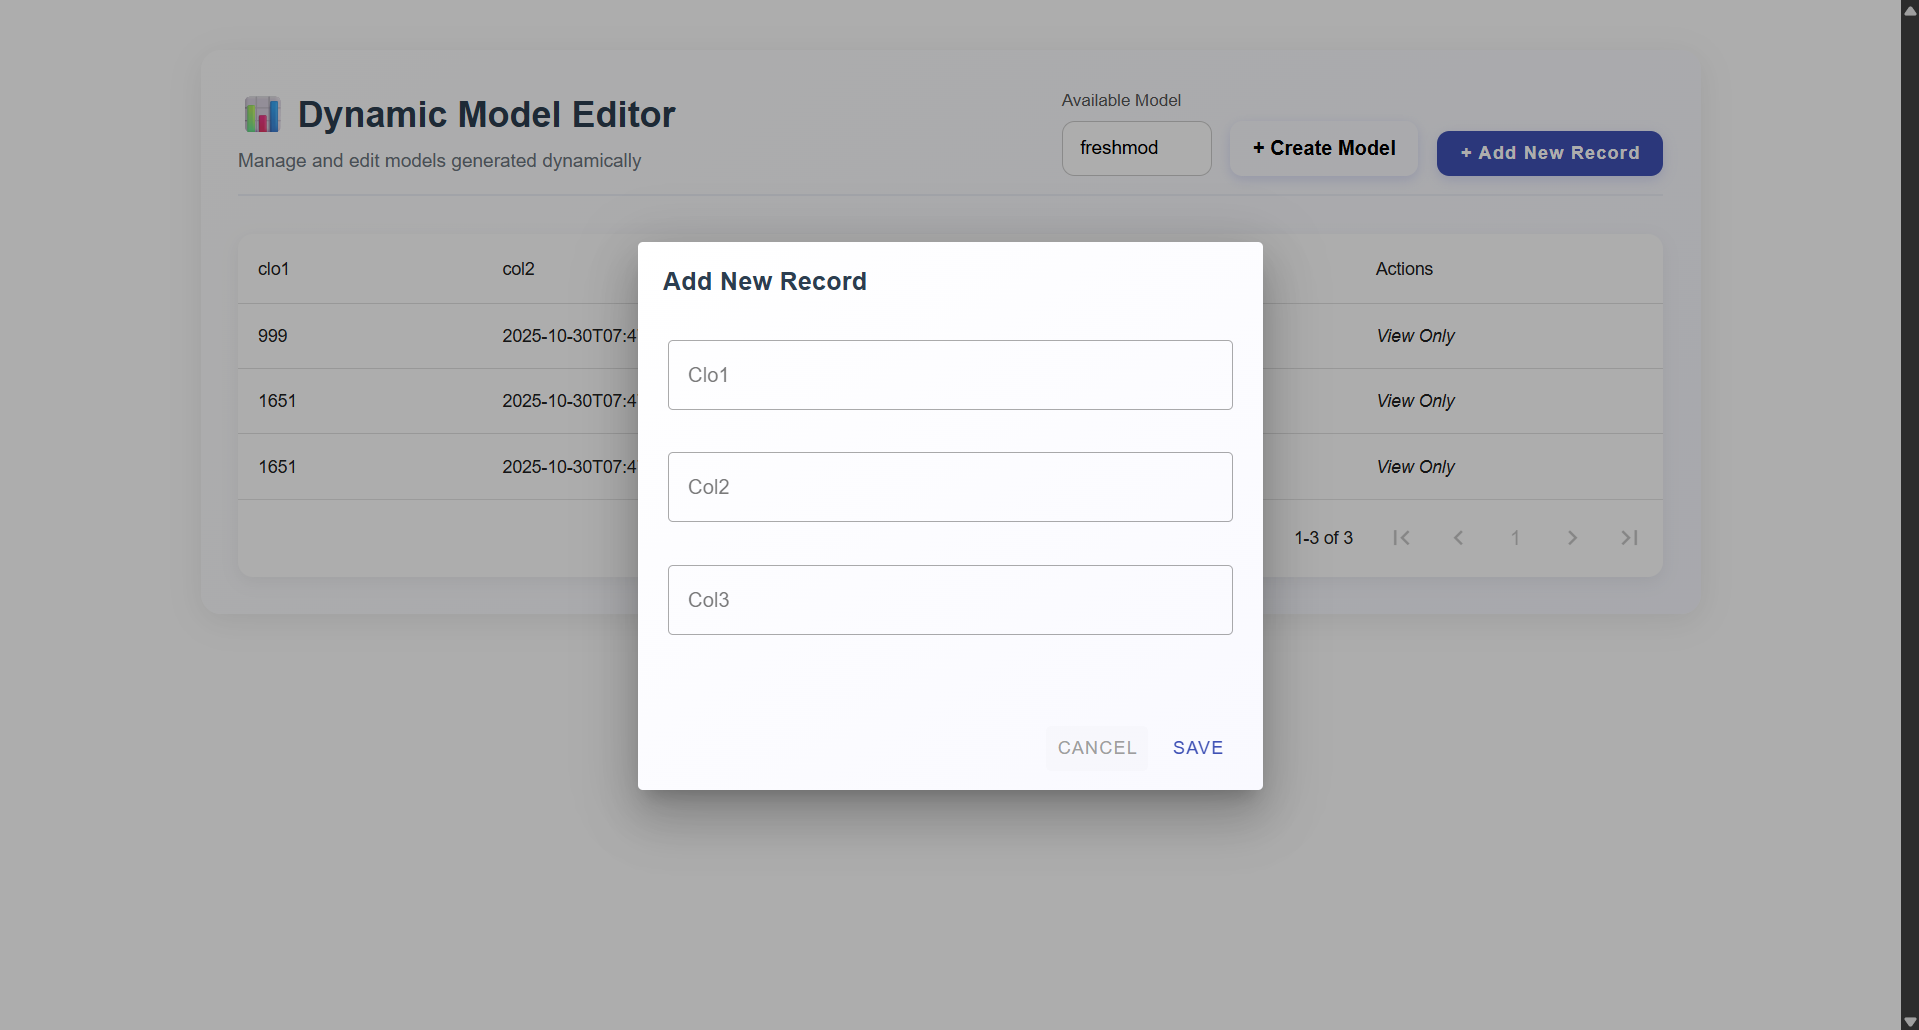 Dynamic Model Editor
Manage and edit models generated dynamically
Available Model
freshmod
+ Create Model
+ Add New Record
clo1 col2 Actions
999 2025-10-30T07:4 View Only
1651 2025-10-30T07:4 View Only
1651 2025-10-30T07:4 View Only
1-3 of 3 1
Add New Record
Clo1
Col2
Col3
CANCEL SAVE